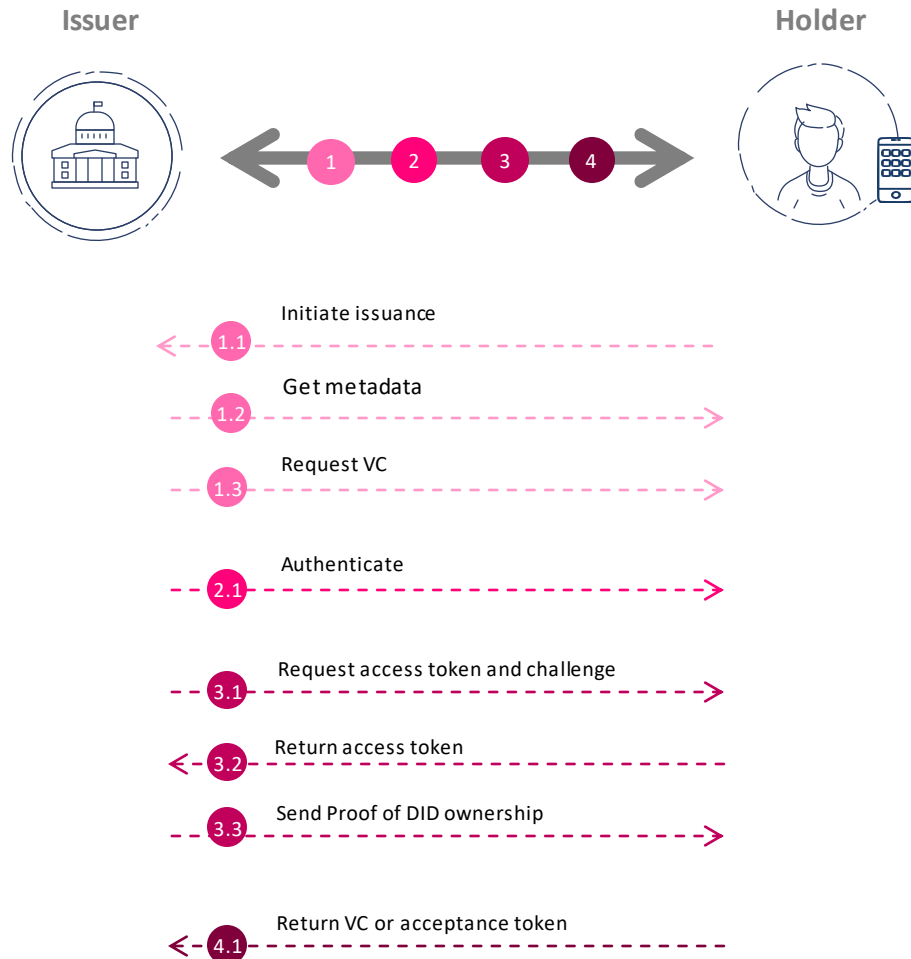 Issuer
Holder
1
2
3
4
Initiate issuance
1.1
Get metadata
1.2
Request VC
1.3
Authenticate
2.1
Request access token and challenge
3.1
Return access token
3.2
Send Proof of DID ownership
3.3
Return VC or acceptance token
4.1